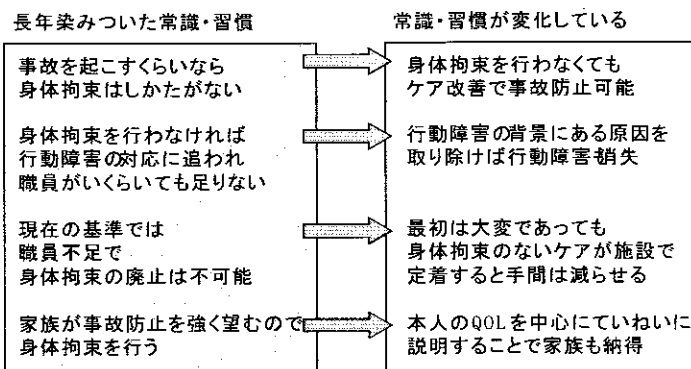 長年染みついた常識・習慣
事故を起こすくらいなら
身体拘束はしかたがない
身体拘束を行わなければ
行動障害の対応に追われ
職員がいくらいても足りない
現在の基準では
職員不足で
身体拘束の廃止は不可能
家族が事故防止を強く望むので
身体拘束を行う
常識・習慣が変化している
身体拘束を行わなくても
ケア改善で事故防止可能
行動障害の背景にある原因を
取り除けば行動障害も消失
最初は大変であっても
身体拘束のないケアが施設で
定着すると手間は減らせる
本人のQOLを中心にていねいに
説明することで家族も納得